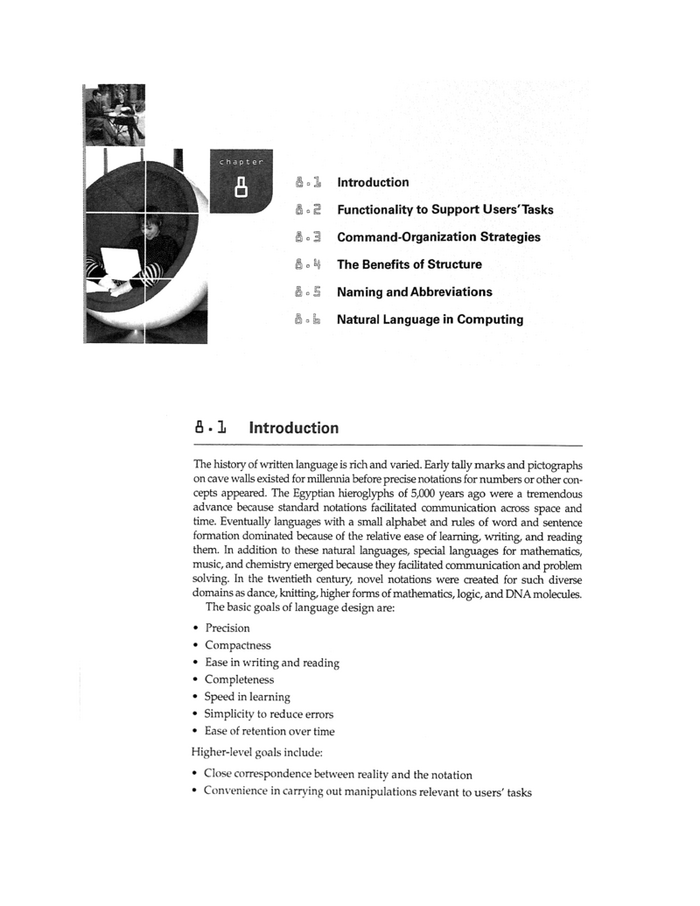 chapter
8
8.1 Introduction
8.2 Functionality to Support Users' Tasks
8.3 Command-Organization Strategies
8.4 The Benefits of Structure
8.5 Naming and Abbreviations
8.6 Natural Language in Computing
8.1 Introduction
The history of written language is rich and varied. Early tally marks and pictographs
on cave walls existed for millennia before precise notations for numbers or other con-
cepts appeared. The Egyptian hieroglyphs of 5,000 years ago were a tremendous
advance because standard notations facilitated communication across space and
time. Eventually languages with a small alphabet and rules of word and sentence
formation dominated because of the relative ease of learning, writing, and reading
them. In addition to these natural languages, special languages for mathematics,
music, and chemistry emerged because they facilitated communication and problem
solving. In the twentieth century, novel notations were created for such diverse
domains as dance, knitting, higher forms of mathematics, logic, and DNA molecules.
The basic goals of language design are:
• Precision
• Compactness
• Ease in writing and reading
• Completeness
• Speed in learning
• Simplicity to reduce errors
• Ease of retention over time
Higher-level goals include:
• Close correspondence between reality and the notation
• Convenience in carrying out manipulations relevant to users' tasks